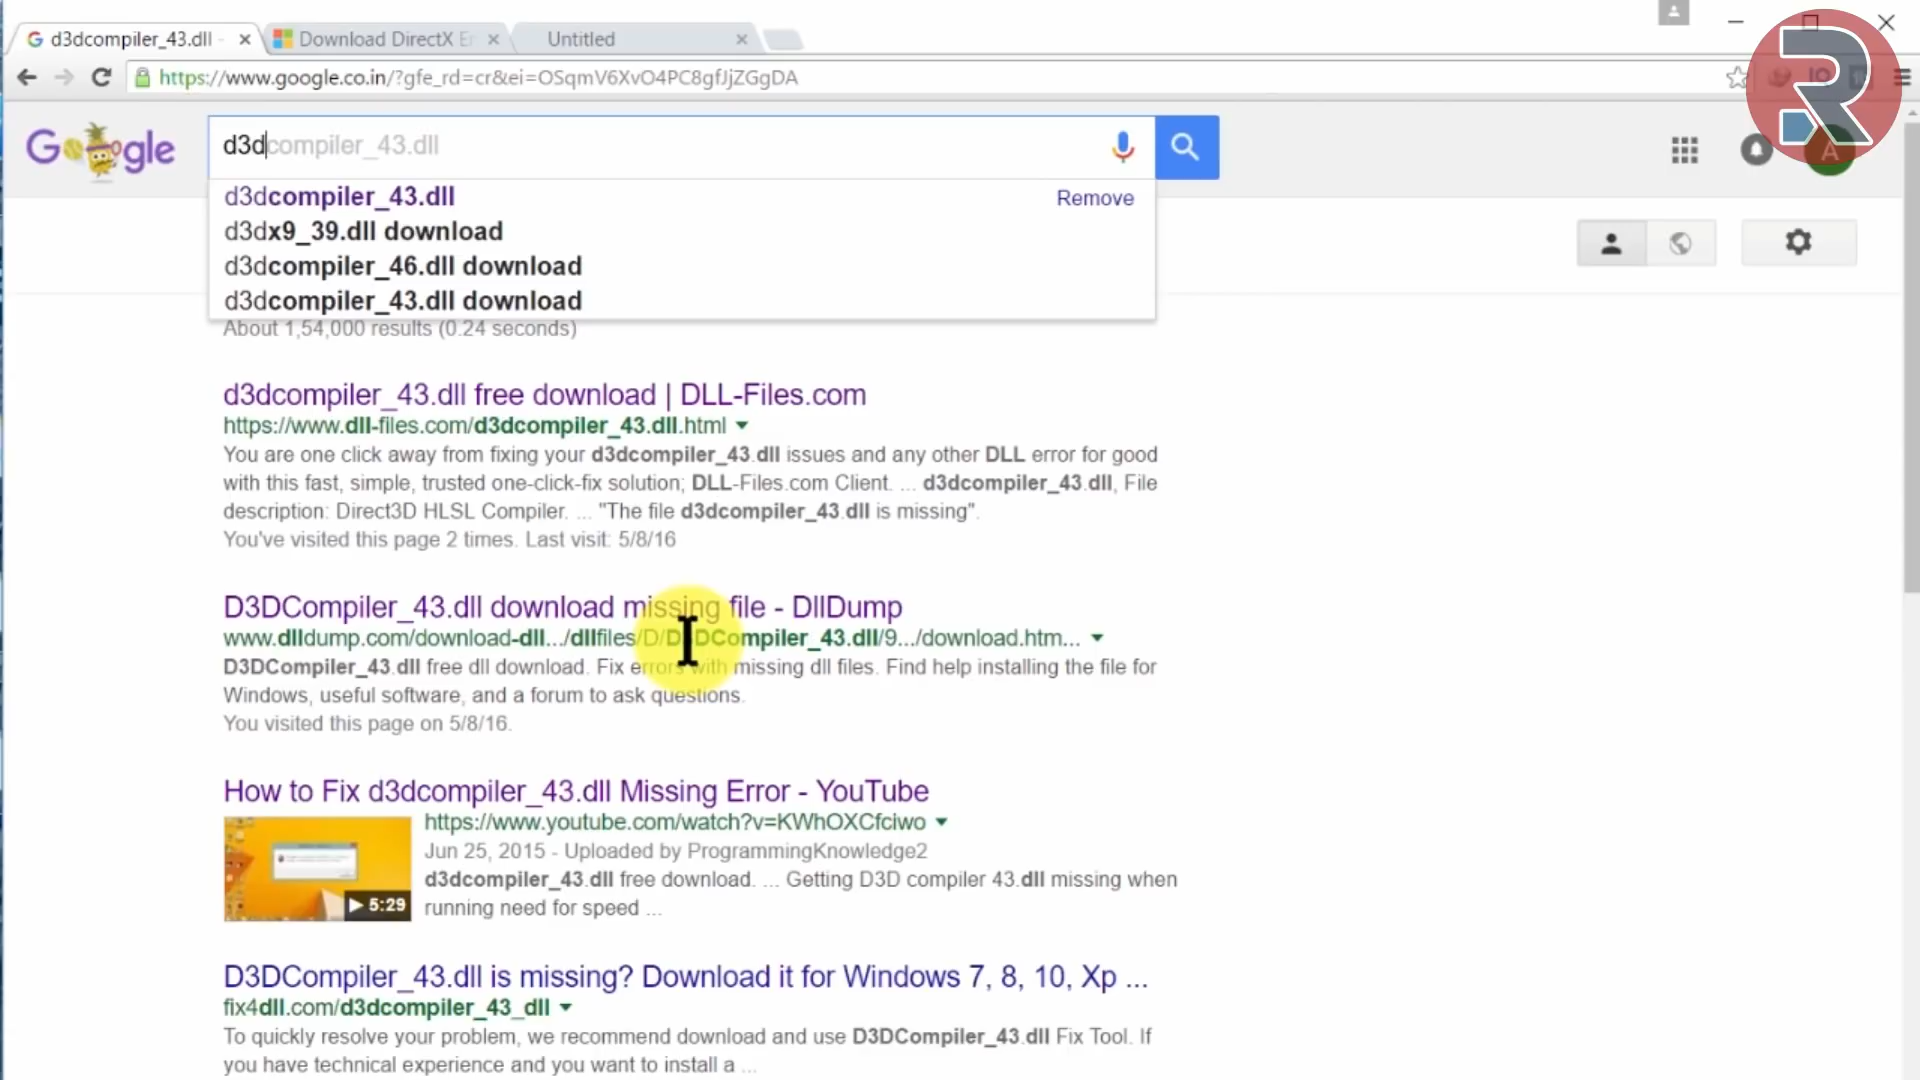 d3dcompiler_43.dll -
Download DirectX En
Untitled
https://www.google.co.in/?gfe_rd=cr&ei=OSqmV6XvO4PC8gfJjZGgDA
Google
d3dcompiler_43.dll
d3dcompiler_43.dll
Remove
d3dx9_39.dll download
d3dcompiler_46.dll download
d3dcompiler_43.dll download
A
About 1,54,000 results (0.24 seconds)
d3dcompiler_43.dll free download | DLL-Files.com
https://www.dll-files.com/d3dcompiler_43.dll.html
You are one click away from fixing your d3dcompiler_43.dll issues and any other DLL error for good
with this fast, simple, trusted one-click-fix solution; DLL-Files.com Client. ... d3dcompiler_43.dll, File
description: Direct3D HLSL Compiler. ... "The file d3dcompiler_43.dll is missing".
You've visited this page 2 times. Last visit: 5/8/16
D3DCompiler_43.dll download missing file - DllDump
www.dlldump.com/download-dll.../dllfiles/D/D3DCompiler_43.dll/9.../download.htm...
D3DCompiler_43.dll free dll download. Fix errors with missing dll files. Find help installing the file for
Windows, useful software, and a forum to ask questions.
You visited this page on 5/8/16.
How to Fix d3dcompiler_43.dll Missing Error - YouTube
https://www.youtube.com/watch?v=KWhOXCfciwo
Jun 25, 2015 - Uploaded by ProgrammingKnowledge2
d3dcompiler_43.dll free download. ... Getting D3D compiler 43.dll missing when
running need for speed ...
5:29
D3DCompiler_43.dll is missing? Download it for Windows 7, 8, 10, Xp ...
fix4dll.com/d3dcompiler_43_dll
To quickly resolve your problem, we recommend download and use D3DCompiler_43.dll Fix Tool. If
you have technical experience and you want to install a ...